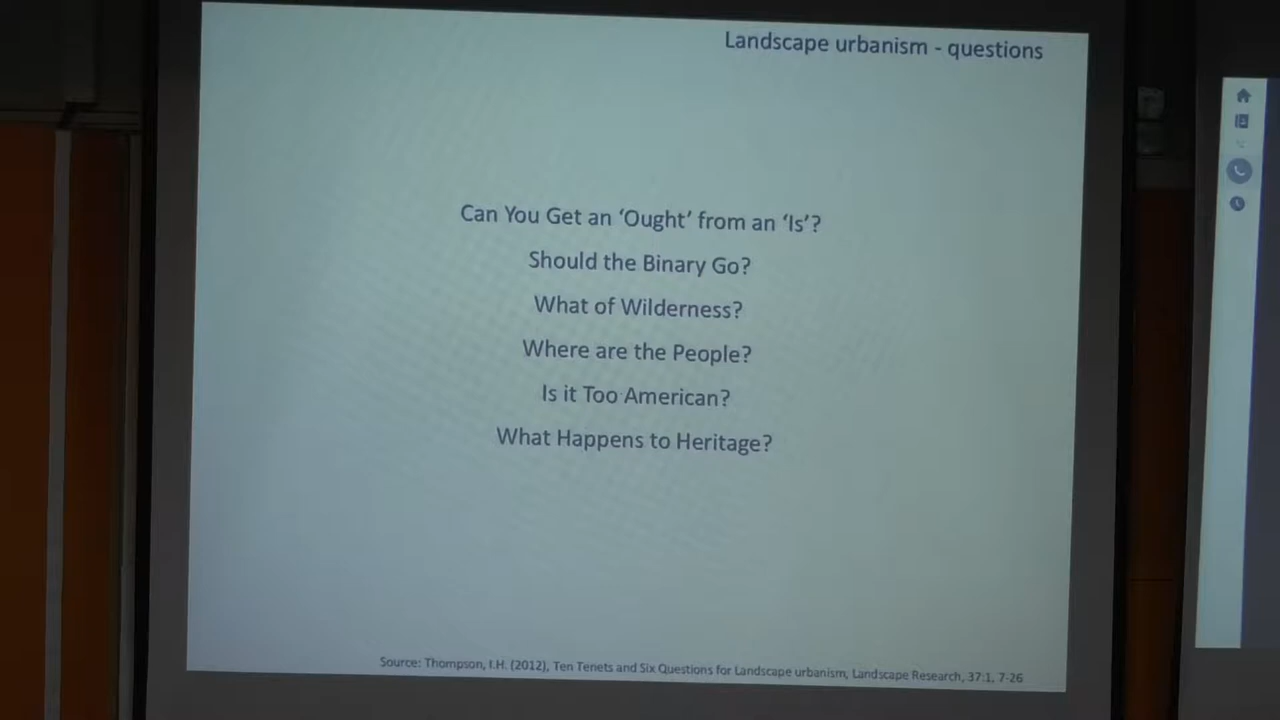 Landscape urbanism - questions
Can You Get an ‘Ought’ from an ‘Is’?
Should the Binary Go?
What of Wilderness?
Where are the People?
Is it Too American?
What Happens to Heritage?
Source: Thompson, I.H. (2012), Ten Tenets and Six Questions for Landscape urbanism, Landscape Research, 37:1, 7-26